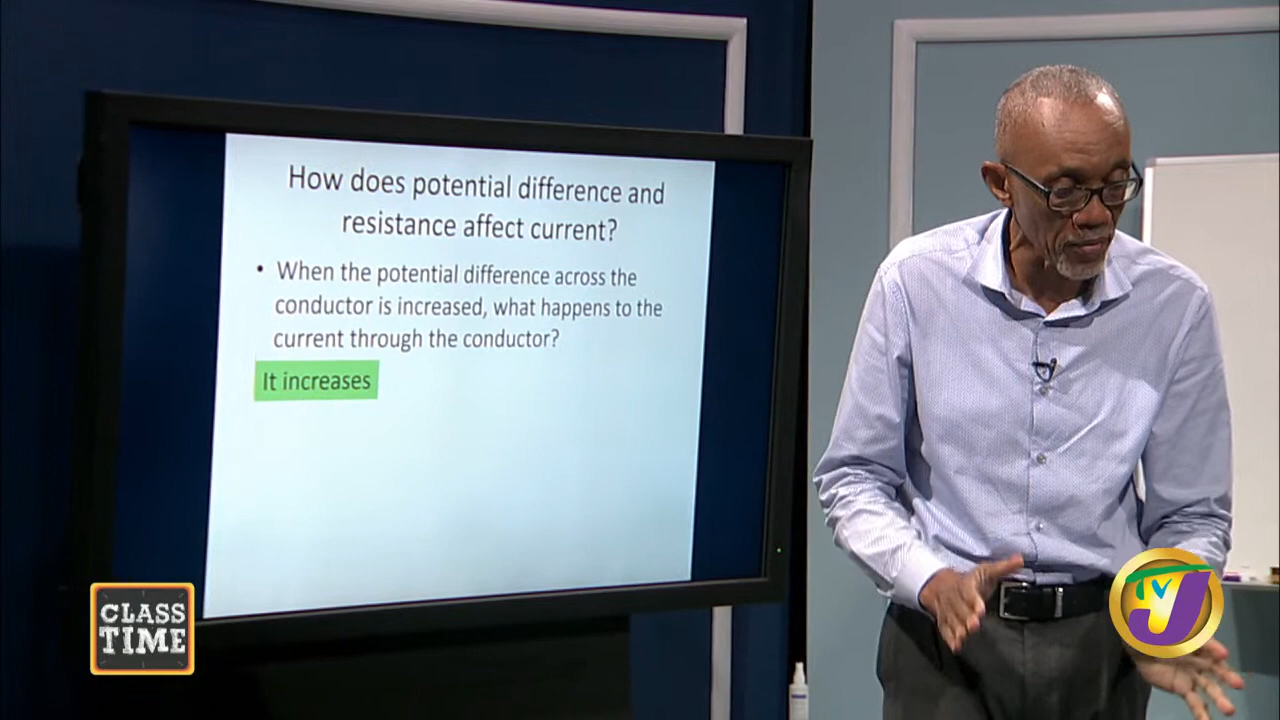 How does potential difference and
resistance affect current?
• When the potential difference across the
conductor is increased, what happens to the
current through the conductor?
It increases
CLASS
TIME
TVJ